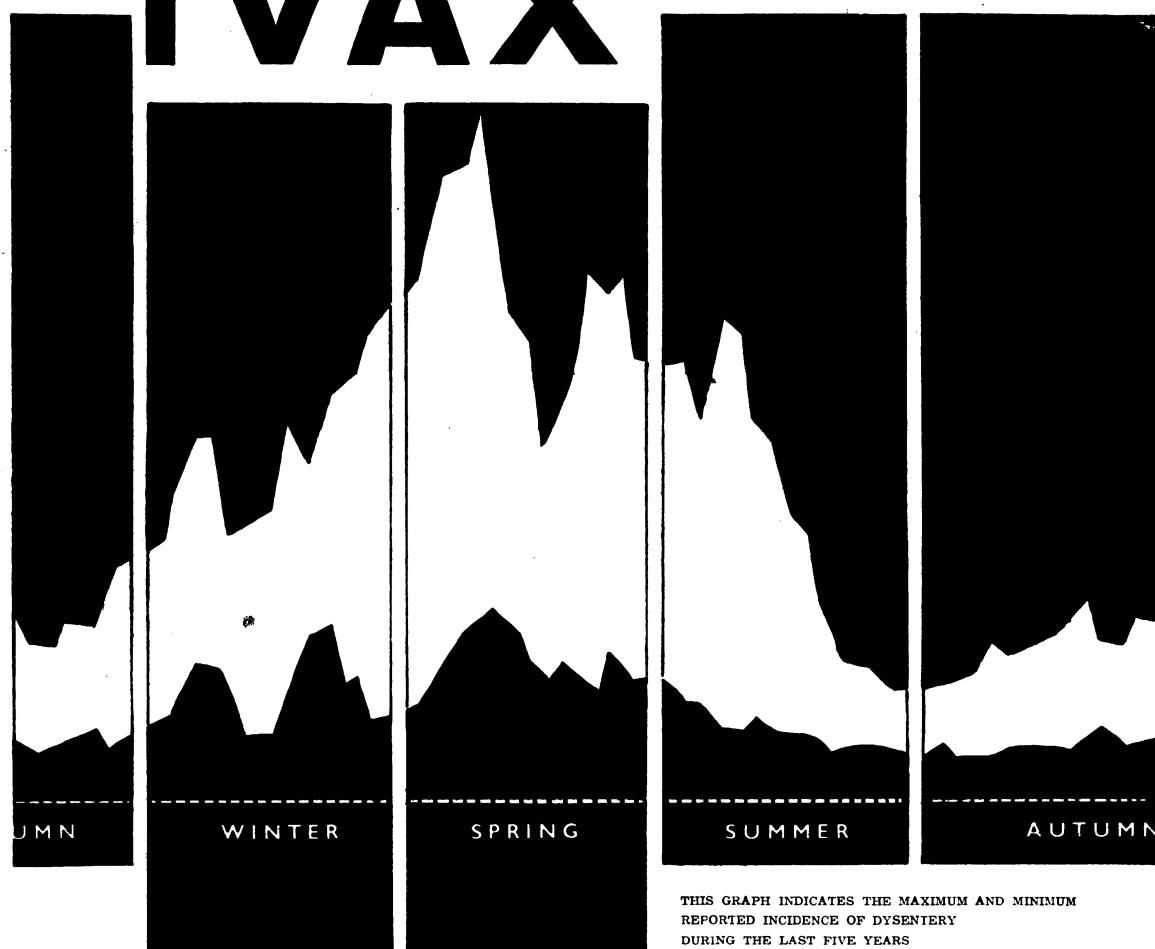 IVAX
UMN
WINTER
SPRING
SUMMER
AUTUMN
THIS GRAPH INDICATES THE MAXIMUM AND MINIMUM
REPORTED INCIDENCE OF DYSENTERY
DURING THE LAST FIVE YEARS